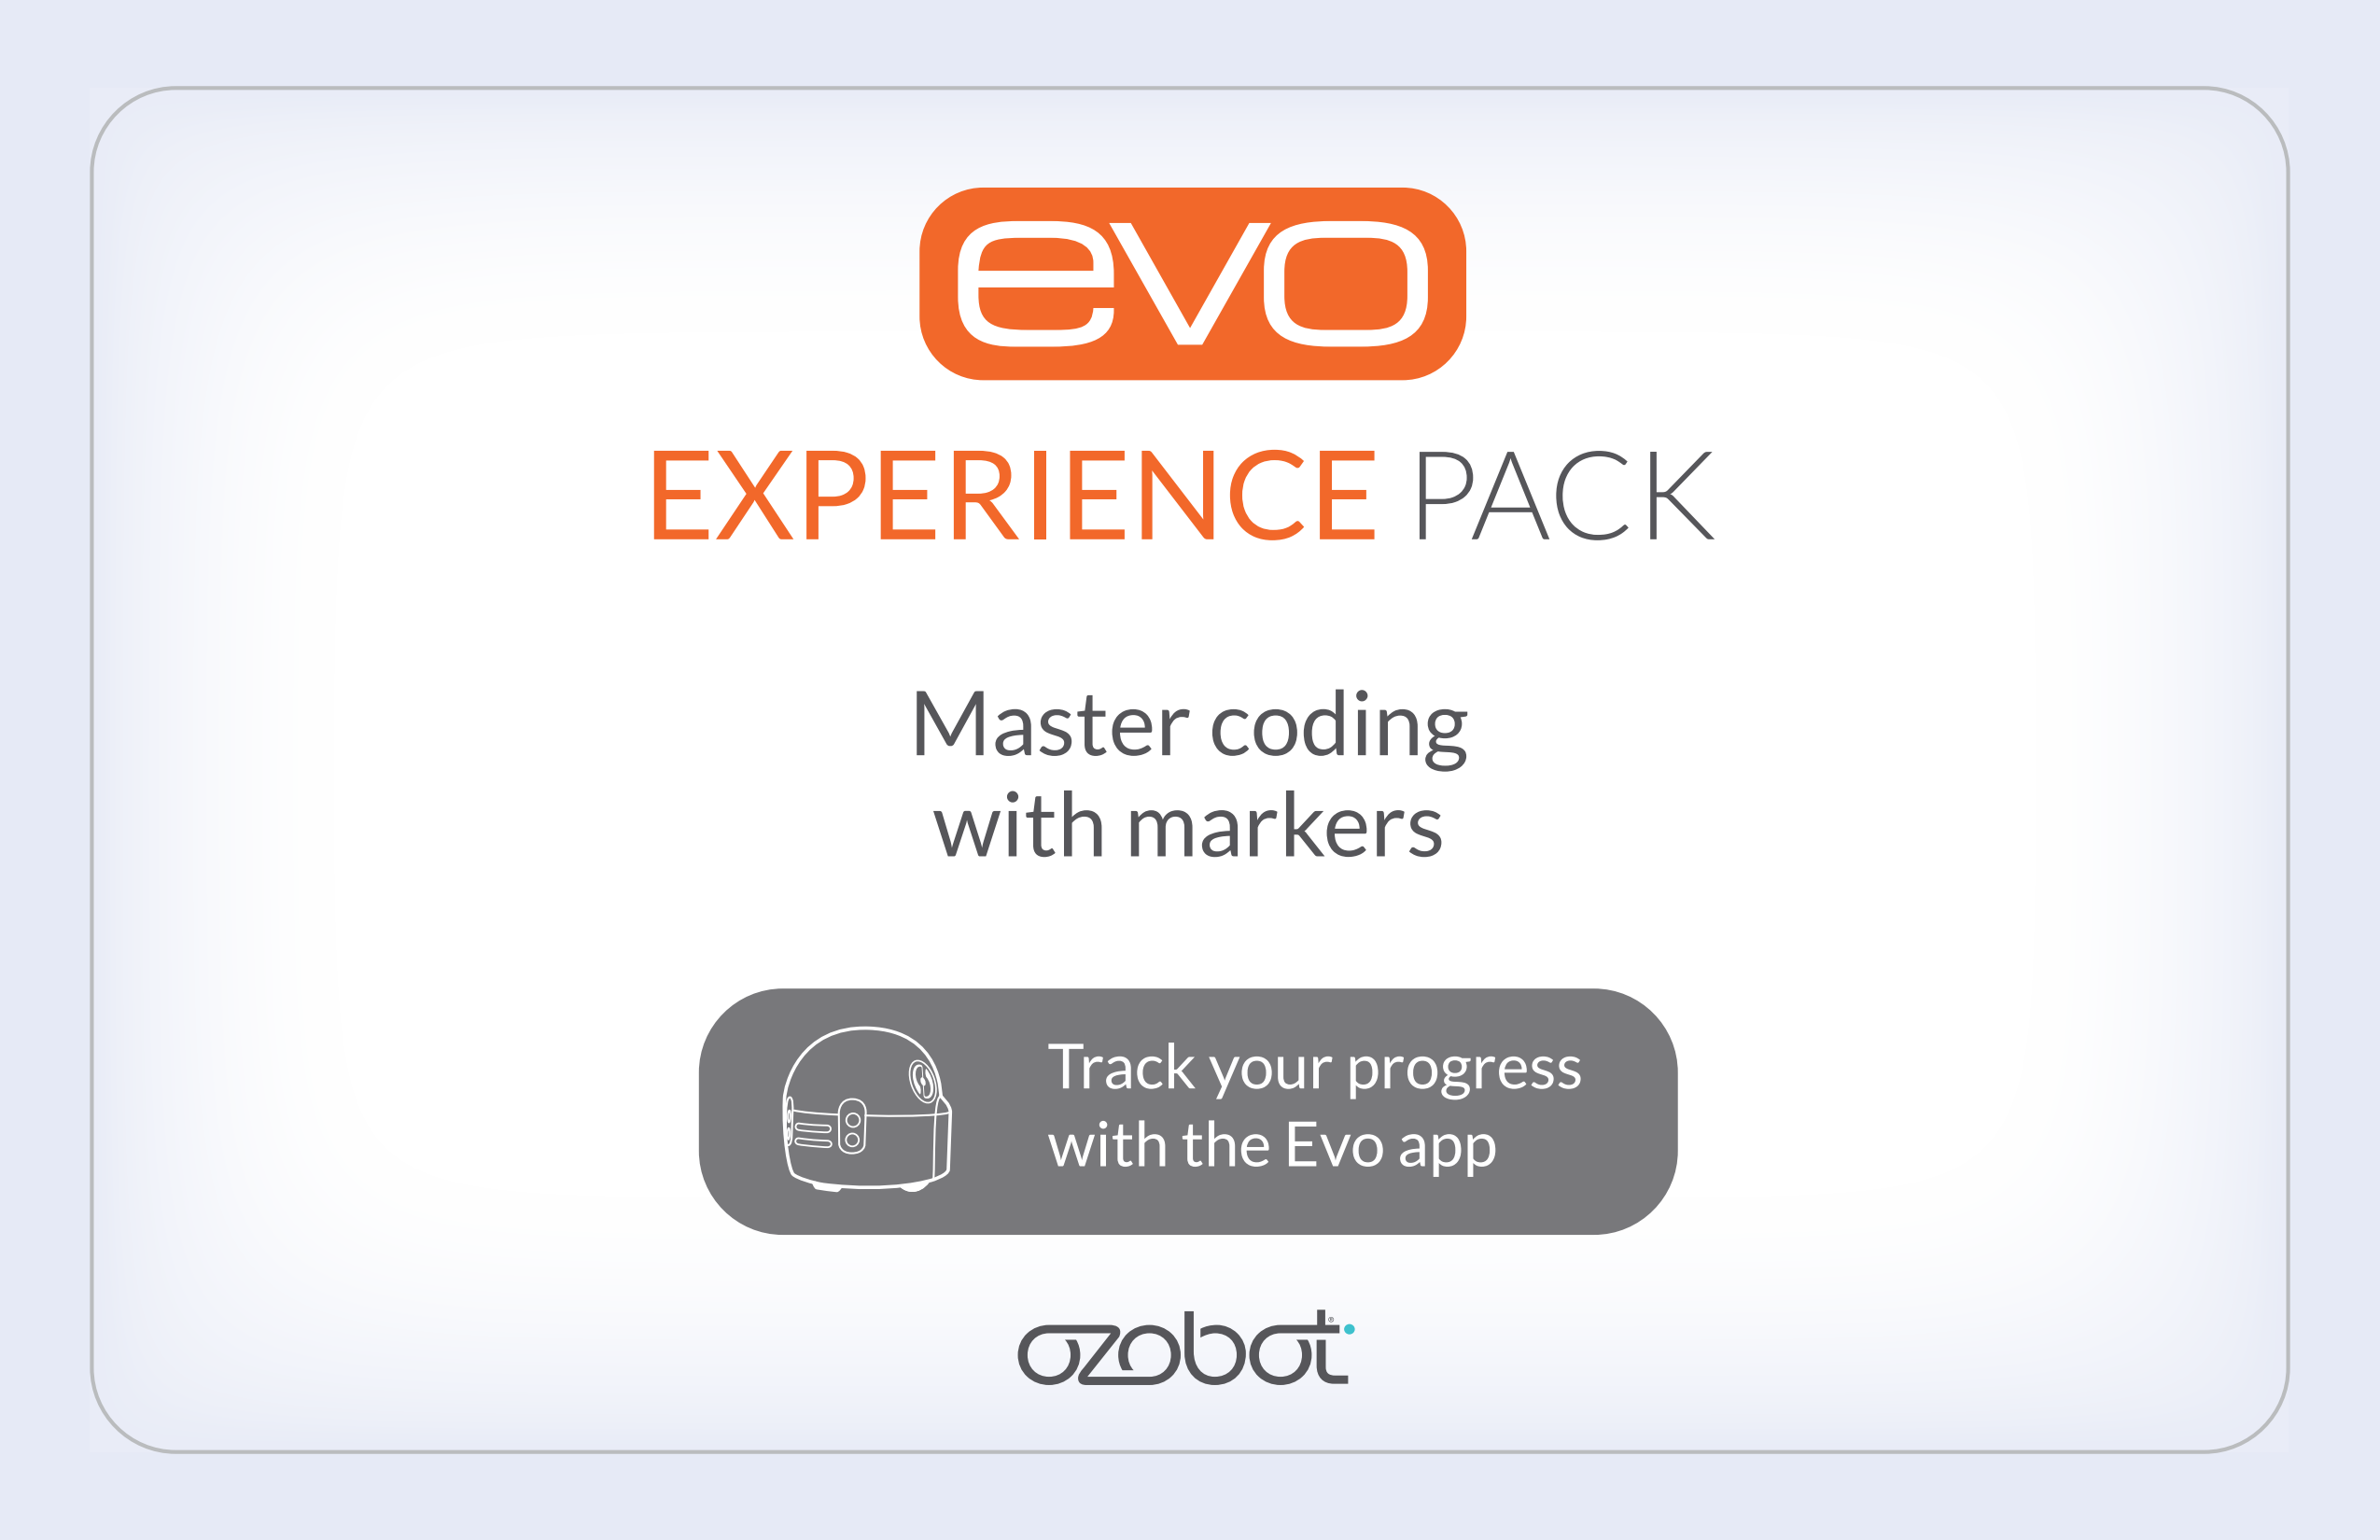 evo
EXPERIENCE PACK
Master coding
with markers
Track your progress
with the Evo app
ozobot®